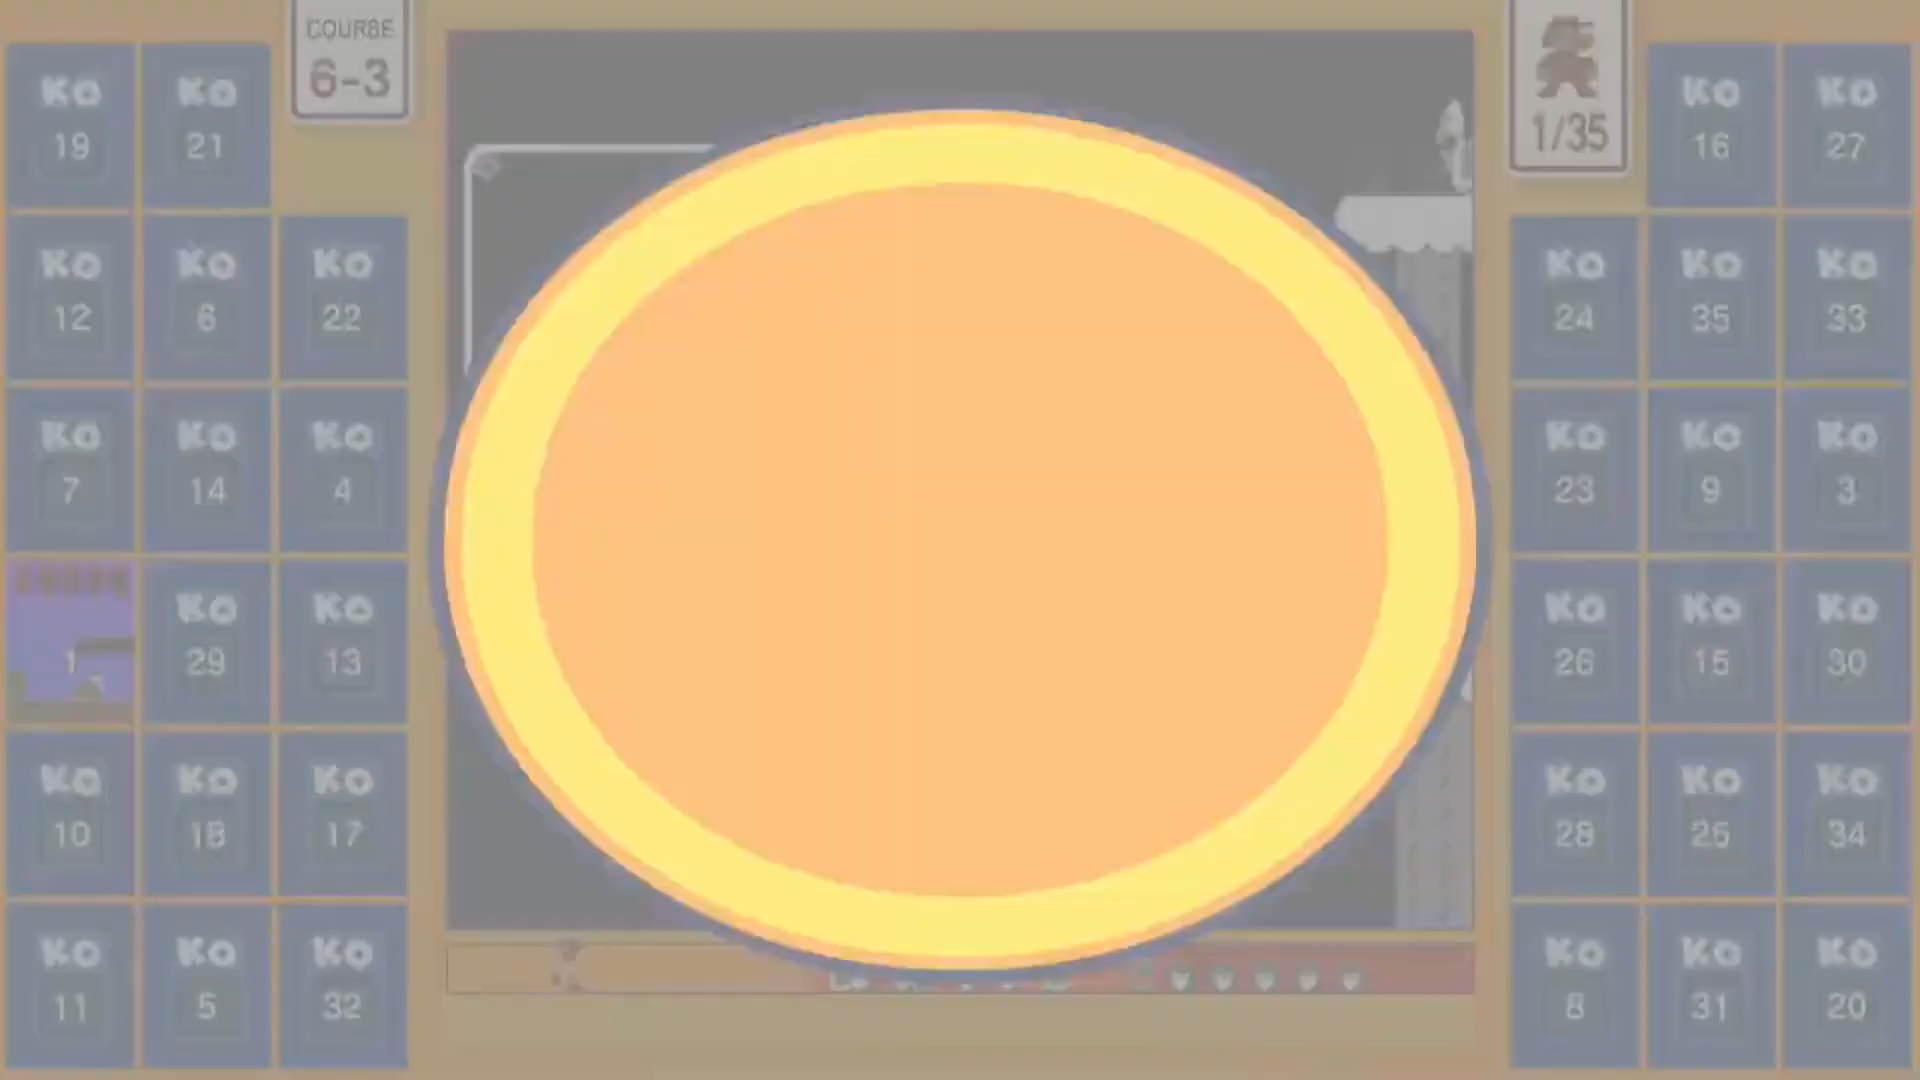 COURSE
6-3
KO
19
KO
21
KO
12
KO
6
KO
22
KO
7
KO
14
KO
4
1
KO
29
KO
13
KO
10
KO
18
KO
17
KO
11
KO
5
KO
32
1/35
KO
16
KO
27
KO
24
KO
35
KO
33
KO
23
KO
9
KO
3
KO
26
KO
15
KO
30
KO
28
KO
25
KO
34
KO
8
KO
31
KO
20